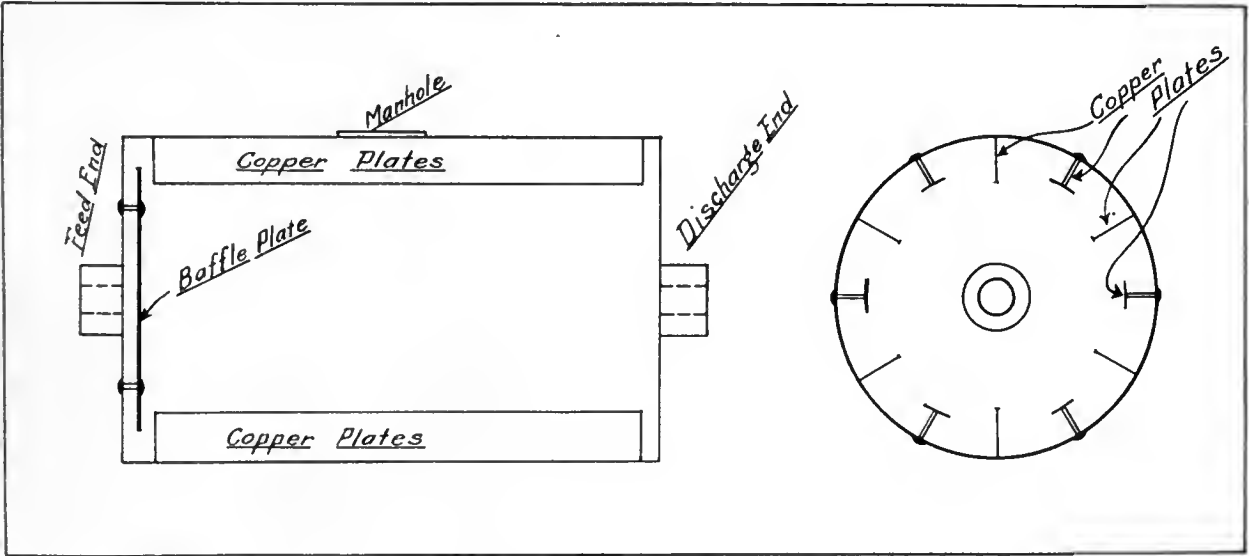 Manhole
Copper Plates
Feed End
Baffle Plate
Discharge End
Copper Plates
Copper
Plates